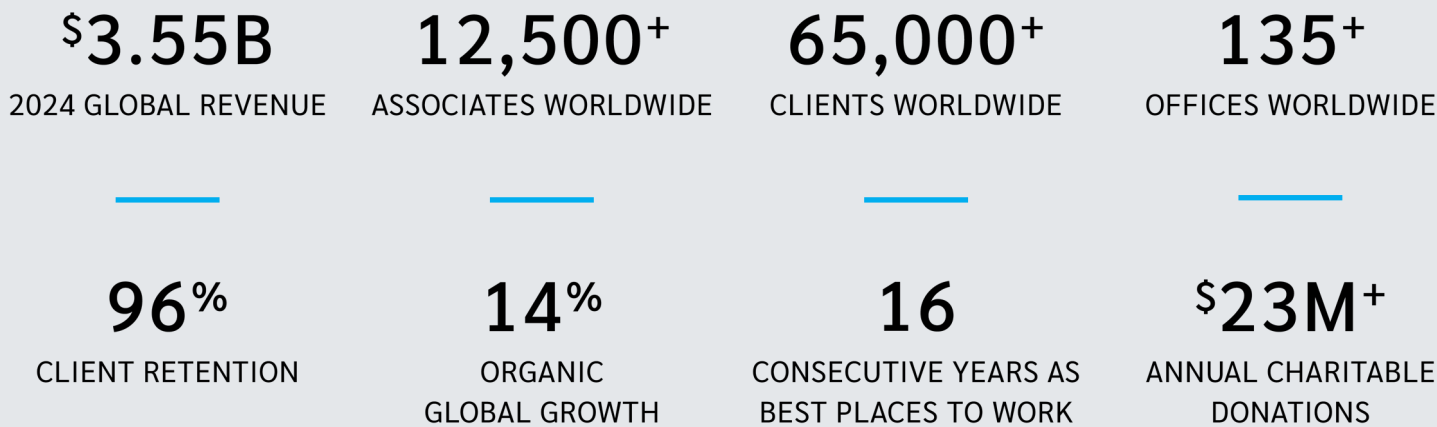 $3.55B
2024 GLOBAL REVENUE
12,500+
ASSOCIATES WORLDWIDE
65,000+
CLIENTS WORLDWIDE
135+
OFFICES WORLDWIDE
96%
CLIENT RETENTION
14%
ORGANIC
GLOBAL GROWTH
16
CONSECUTIVE YEARS AS
BEST PLACES TO WORK
$23M+
ANNUAL CHARITABLE
DONATIONS